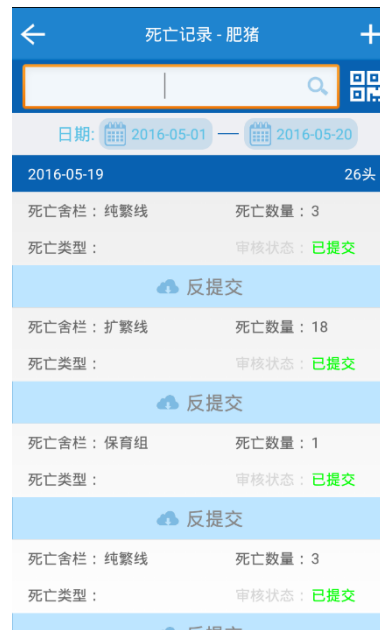 死亡记录 - 肥猪
日期: 2016-05-01 — 2016-05-20
2016-05-19 26头
死亡舍栏：纯繁线 死亡数量：3
死亡类型： 审核状态：已提交
反提交
死亡舍栏：扩繁线 死亡数量：18
死亡类型： 审核状态：已提交
反提交
死亡舍栏：保育组 死亡数量：1
死亡类型： 审核状态：已提交
反提交
死亡舍栏：纯繁线 死亡数量：3
死亡类型： 审核状态：已提交